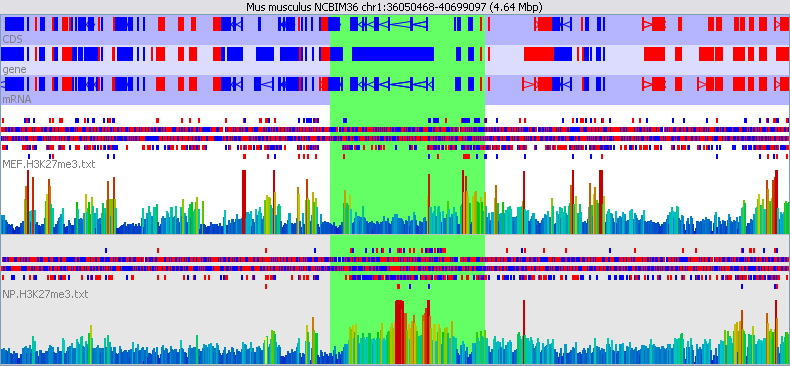 Mus musculus NCBIM36 chr1:36050468-40699097 (4.64 Mbp)
CDS
gene
mRNA
MEF.H3K27me3.txt
NP.H3K27me3.txt